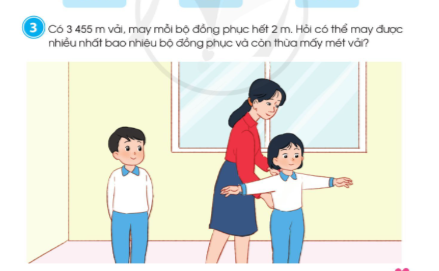 3 Có 3 455 m vải, may mỗi bộ đồng phục hết 2 m. Hỏi có thể may được
nhiều nhất bao nhiêu bộ đồng phục và còn thừa mấy mét vải?